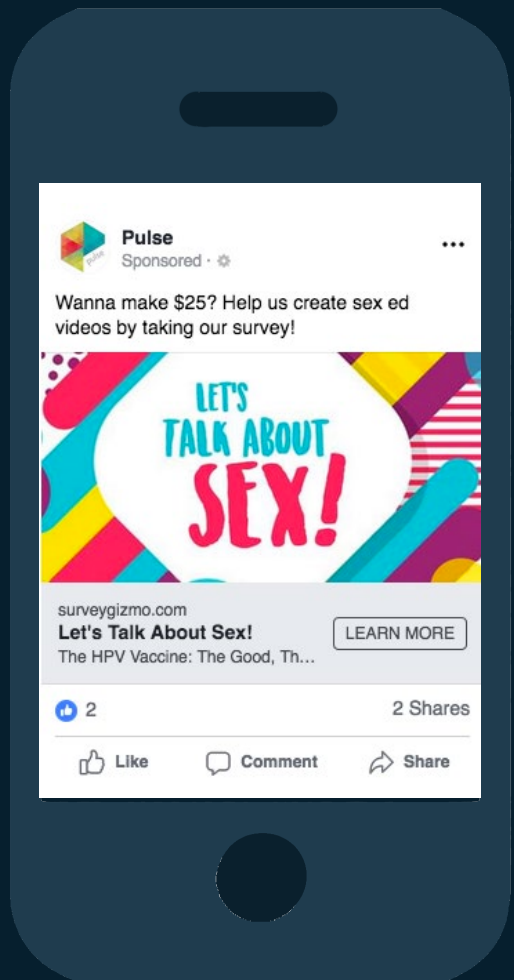 pulse
Pulse
Sponsored ·
Wanna make $25? Help us create sex ed
videos by taking our survey!
LET'S
TALK ABOUT
SEX!
surveygizmo.com
Let's Talk About Sex!
LEARN MORE
The HPV Vaccine: The Good, Th...
2
2 Shares
Like
Comment
Share